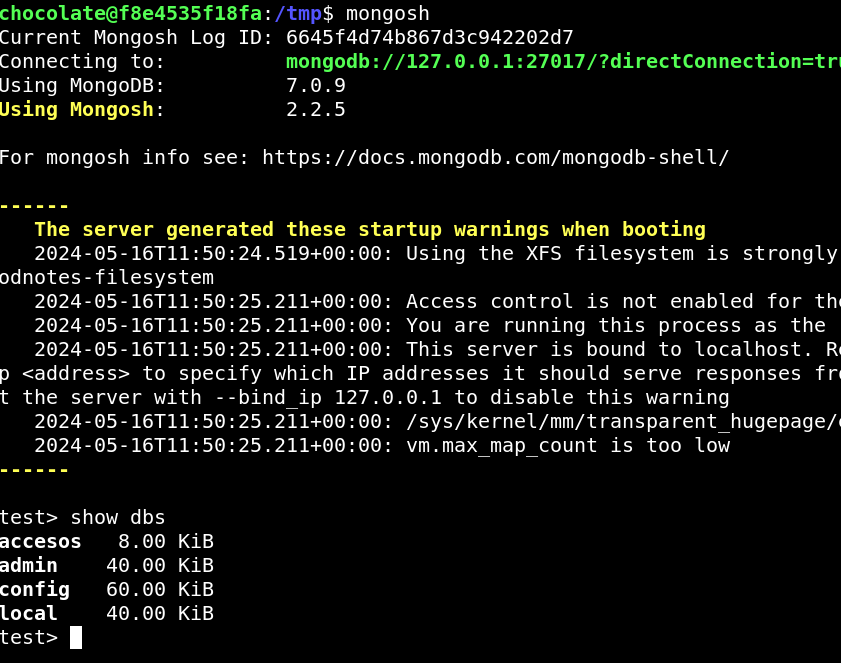 chocolate@f8e4535f18fa:/tmp$ mongosh
Current Mongosh Log ID: 6645f4d74b867d3c942202d7
Connecting to:          mongodb://127.0.0.1:27017/?directConnection=tru
Using MongoDB:          7.0.9
Using Mongosh:          2.2.5
For mongosh info see: https://docs.mongodb.com/mongodb-shell/
------
The server generated these startup warnings when booting
2024-05-16T11:50:24.519+00:00: Using the XFS filesystem is strongly
odnotes-filesystem
2024-05-16T11:50:25.211+00:00: Access control is not enabled for the
2024-05-16T11:50:25.211+00:00: You are running this process as the
2024-05-16T11:50:25.211+00:00: This server is bound to localhost. Re
p <address> to specify which IP addresses it should serve responses fro
t the server with --bind_ip 127.0.0.1 to disable this warning
2024-05-16T11:50:25.211+00:00: /sys/kernel/mm/transparent_hugepage/e
2024-05-16T11:50:25.211+00:00: vm.max_map_count is too low
------
test> show dbs
accesos   8.00 KiB
admin    40.00 KiB
config   60.00 KiB
local    40.00 KiB
test>